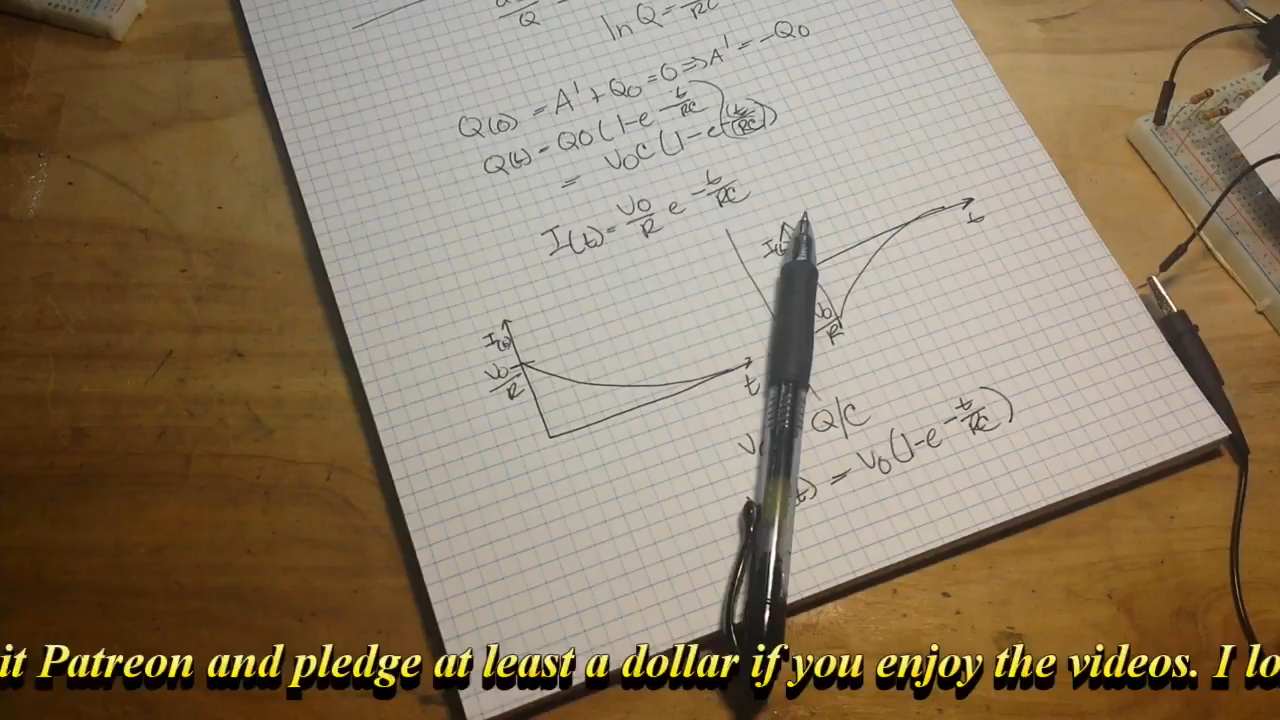 ln Q =
Q(0) = A' + Q0 = 0 => A' = -Q0
Q(t) = Q0 (1 - e^-t/RC)
= V0C (1 - e^-(t/(RC)))
I(t) = V0/R e^-t/RC
I(t)
V0/R
t
I(t)
V0/R
t
Q/C
= V0 (1 - e^-t/RC)
it Patreon and pledge at least a dollar if you enjoy the videos. I lo